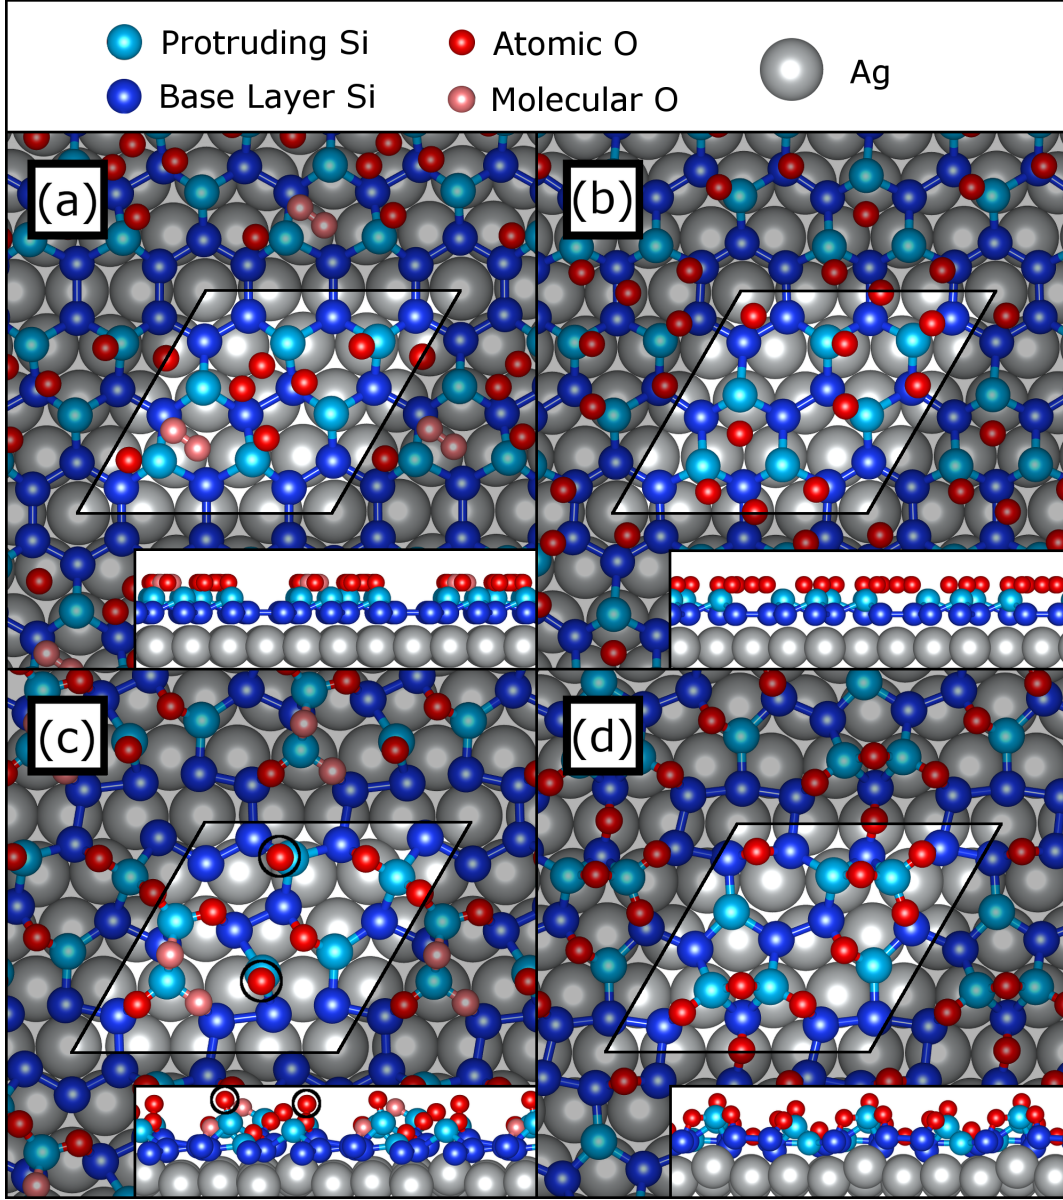 Protruding Si
Atomic O
Ag
Base Layer Si
Molecular O
(a)
(b)
(c)
(d)